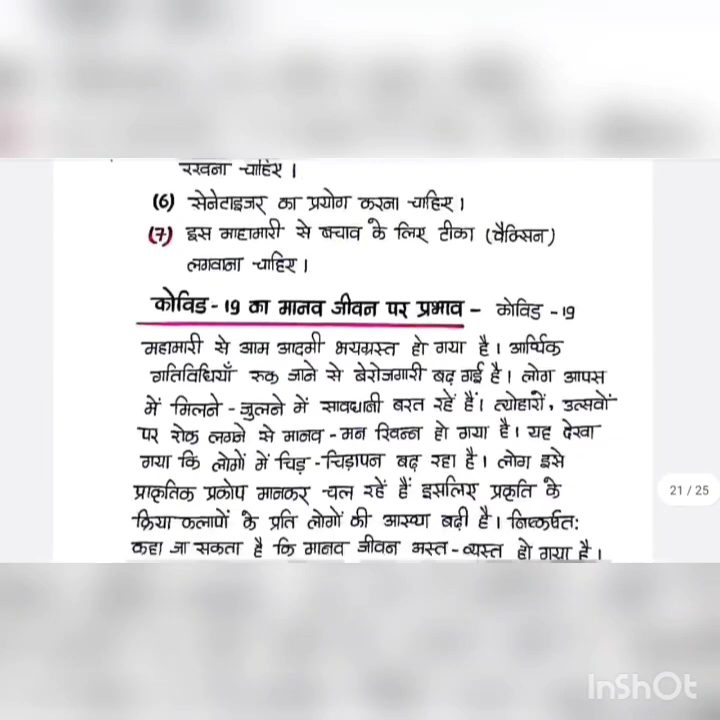 रखना चाहिए ।
(6) सेनेटाइजर का प्रयोग करना चाहिए ।
(7) इस माहामारी से बचाव के लिए टीका (वैक्सिन)
लगवाना चाहिए ।
कोविड - 19 का मानव जीवन पर प्रभाव - कोविड - 19
महामारी से आम आदमी भयग्रस्त हो गया है । आर्थिक
गतिविधियाँ रुक जाने से बेरोजगारी बढ़ गई है । लोग आपस
में मिलने - जुलने में सावधानी बरत रहें हैं । त्योहारों, उत्सवों
पर रोक लगने से मानव - मन खिन्न हो गया है । यह देखा
गया कि लोगों में चिड़ - चिड़ापन बढ़ रहा है । लोग इसे
प्राकृतिक प्रकोप मानकर चल रहें हैं इसलिए प्रकृति के
क्रिया कलापों के प्रति लोगों की आस्था बढ़ी है । निष्कर्षत:
कहा जा सकता है कि मानव जीवन अस्त - व्यस्त हो गया है ।
21 / 25
InShOt